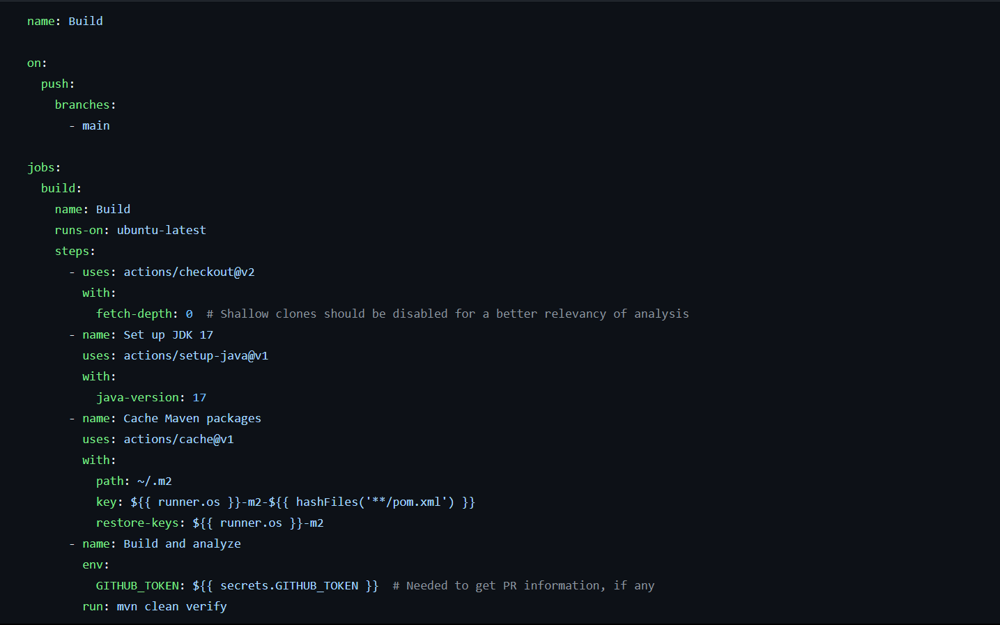 name: Build
on:
push:
branches:
- main
jobs:
build:
name: Build
runs-on: ubuntu-latest
steps:
- uses: actions/checkout@v2
with:
fetch-depth: 0  # Shallow clones should be disabled for a better relevancy of analysis
- name: Set up JDK 17
uses: actions/setup-java@v1
with:
java-version: 17
- name: Cache Maven packages
uses: actions/cache@v1
with:
path: ~/.m2
key: ${{ runner.os }}-m2-${{ hashFiles('**/pom.xml') }}
restore-keys: ${{ runner.os }}-m2
- name: Build and analyze
env:
GITHUB_TOKEN: ${{ secrets.GITHUB_TOKEN }}  # Needed to get PR information, if any
run: mvn clean verify